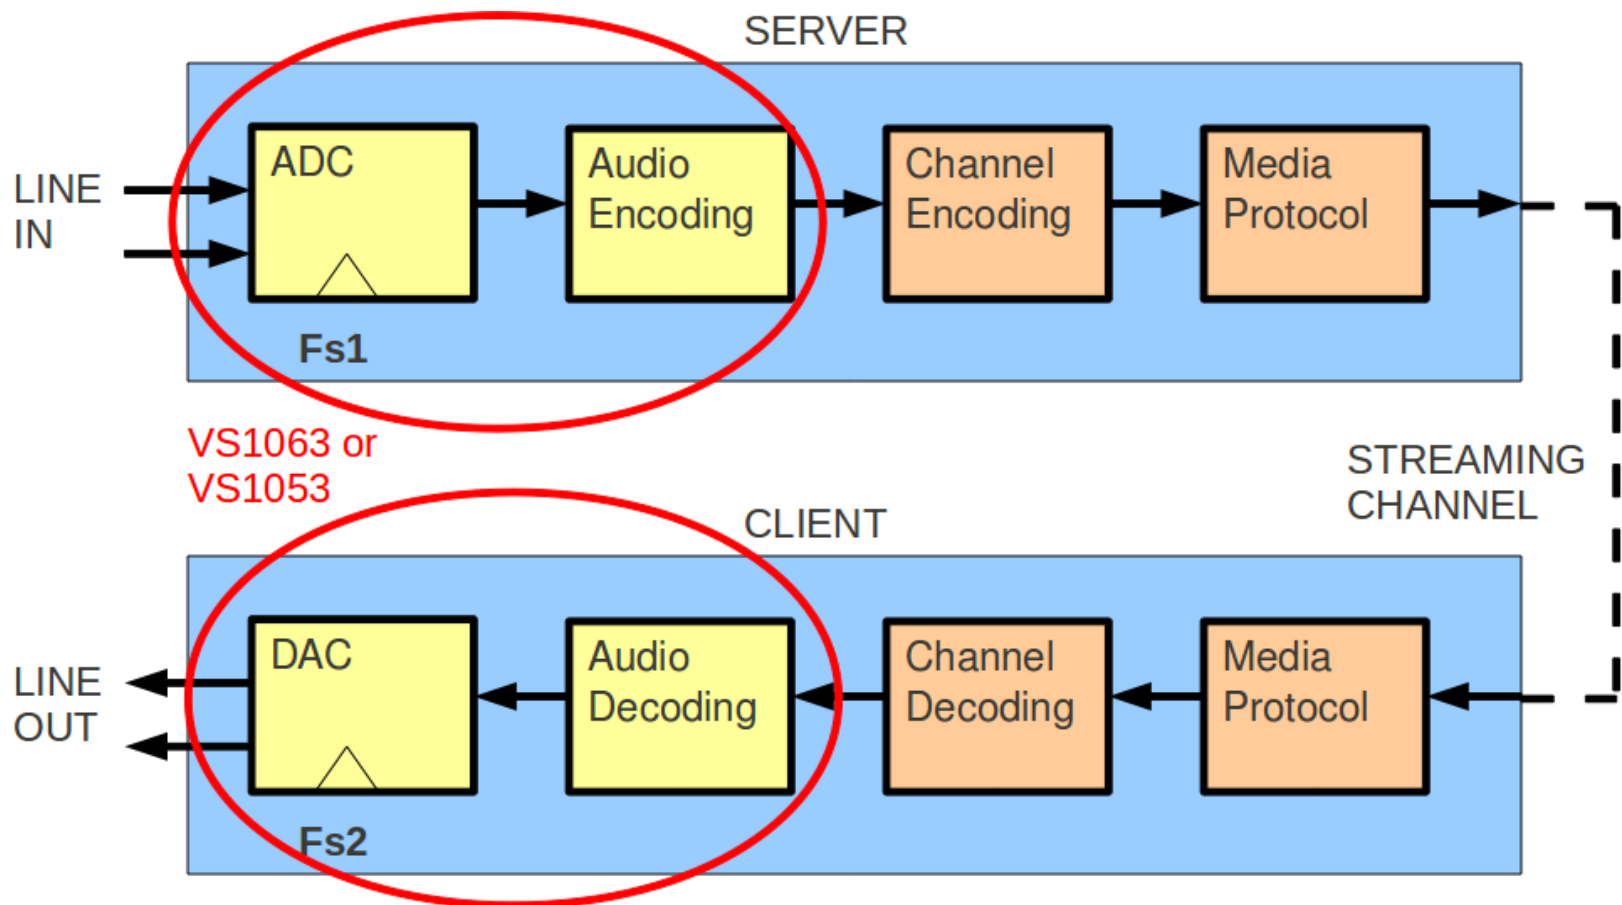 SERVER
LINE
IN
ADC
Audio
Encoding
Channel
Encoding
Media
Protocol
Fs1
VS1063 or
VS1053
STREAMING
CHANNEL
CLIENT
LINE
OUT
DAC
Audio
Decoding
Channel
Decoding
Media
Protocol
Fs2